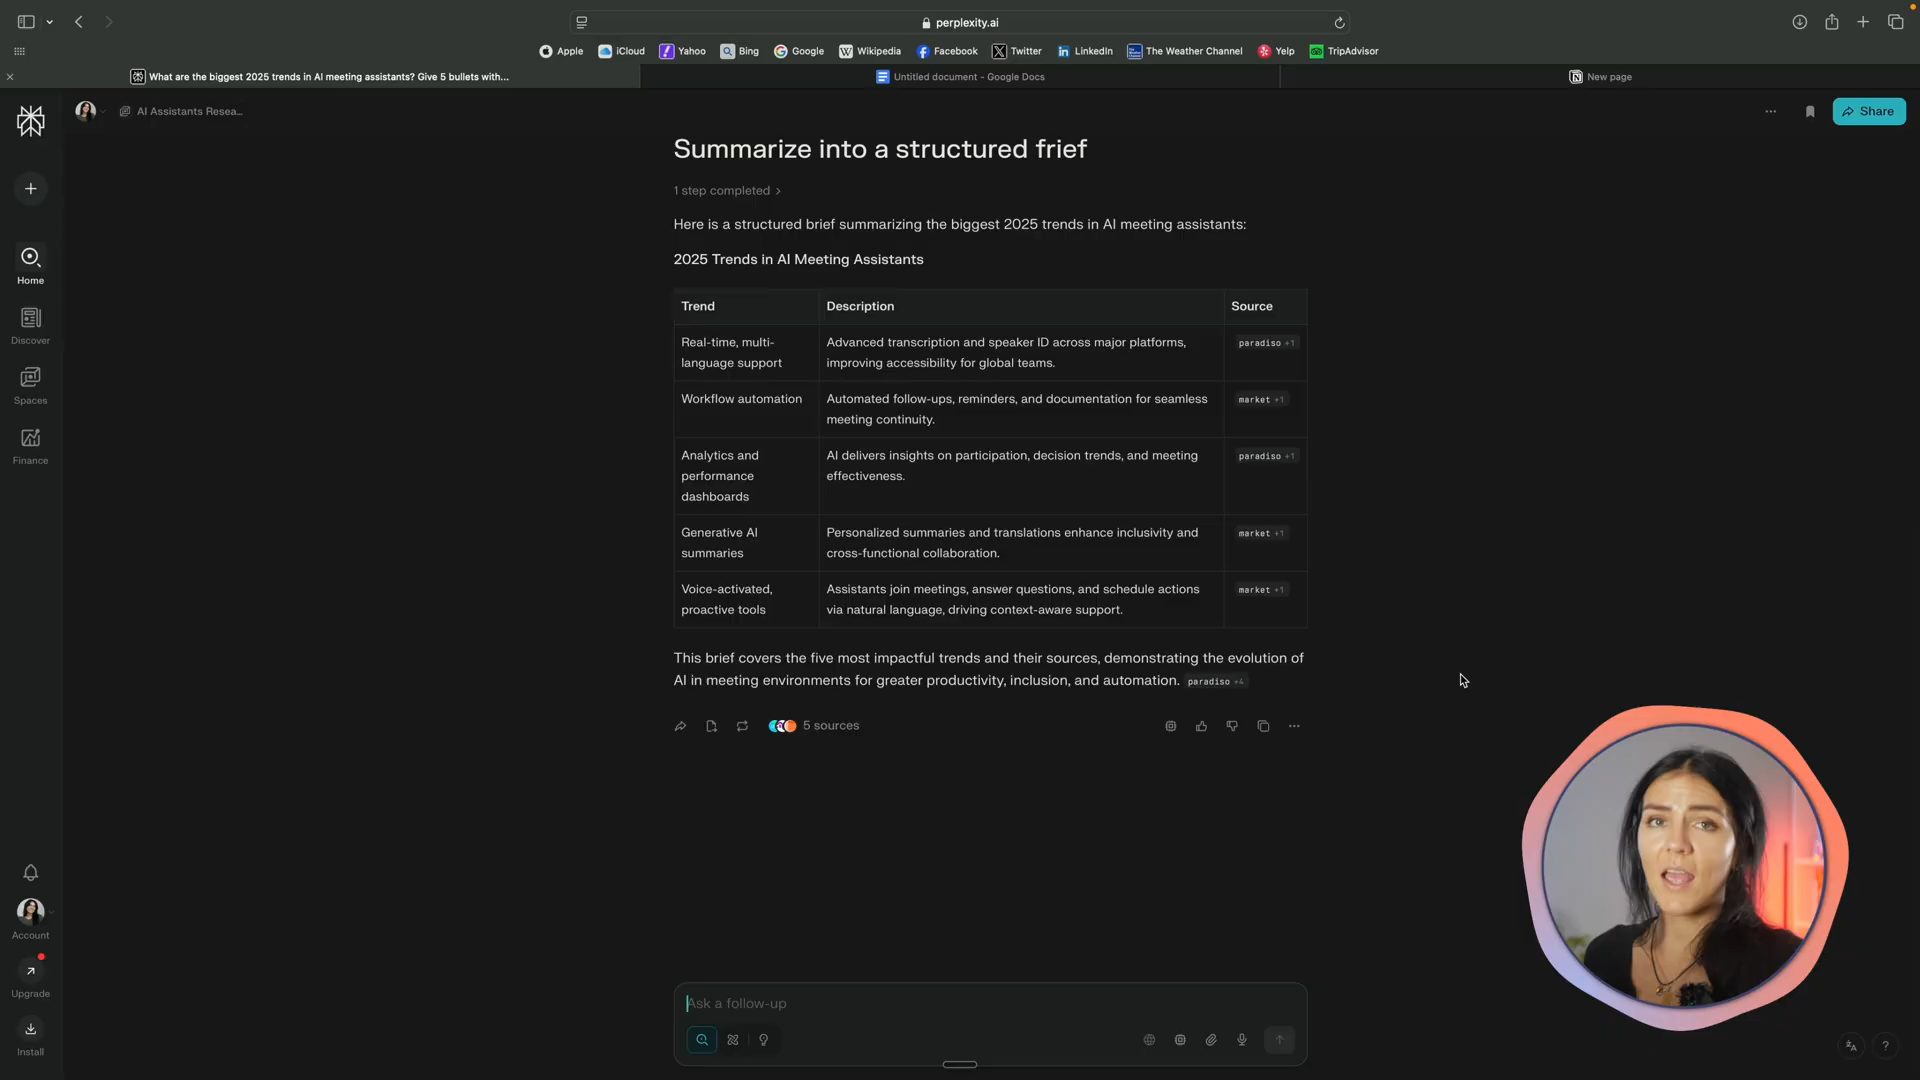 perplexity.ai
Apple
iCloud
Yahoo
Bing
Google
Wikipedia
Facebook
Twitter
LinkedIn
The Weather Channel
Yelp
TripAdvisor
What are the biggest 2025 trends in AI meeting assistants? Give 5 bullets with...
Untitled document - Google Docs
New page
AI Assistants Resea...
Share
Home
Discover
Spaces
Finance
Account
Upgrade
Install
Summarize into a structured frief
1 step completed
Here is a structured brief summarizing the biggest 2025 trends in AI meeting assistants:
2025 Trends in AI Meeting Assistants
Trend
Description
Source
Real-time, multi-
language support
Advanced transcription and speaker ID across major platforms,
improving accessibility for global teams.
paradiso +1
Workflow automation
Automated follow-ups, reminders, and documentation for seamless
meeting continuity.
market +1
Analytics and
performance
dashboards
AI delivers insights on participation, decision trends, and meeting
effectiveness.
paradiso +1
Generative AI
summaries
Personalized summaries and translations enhance inclusivity and
cross-functional collaboration.
market +1
Voice-activated,
proactive tools
Assistants join meetings, answer questions, and schedule actions
via natural language, driving context-aware support.
market +1
This brief covers the five most impactful trends and their sources, demonstrating the evolution of
AI in meeting environments for greater productivity, inclusion, and automation. paradiso +4
5 sources
Ask a follow-up